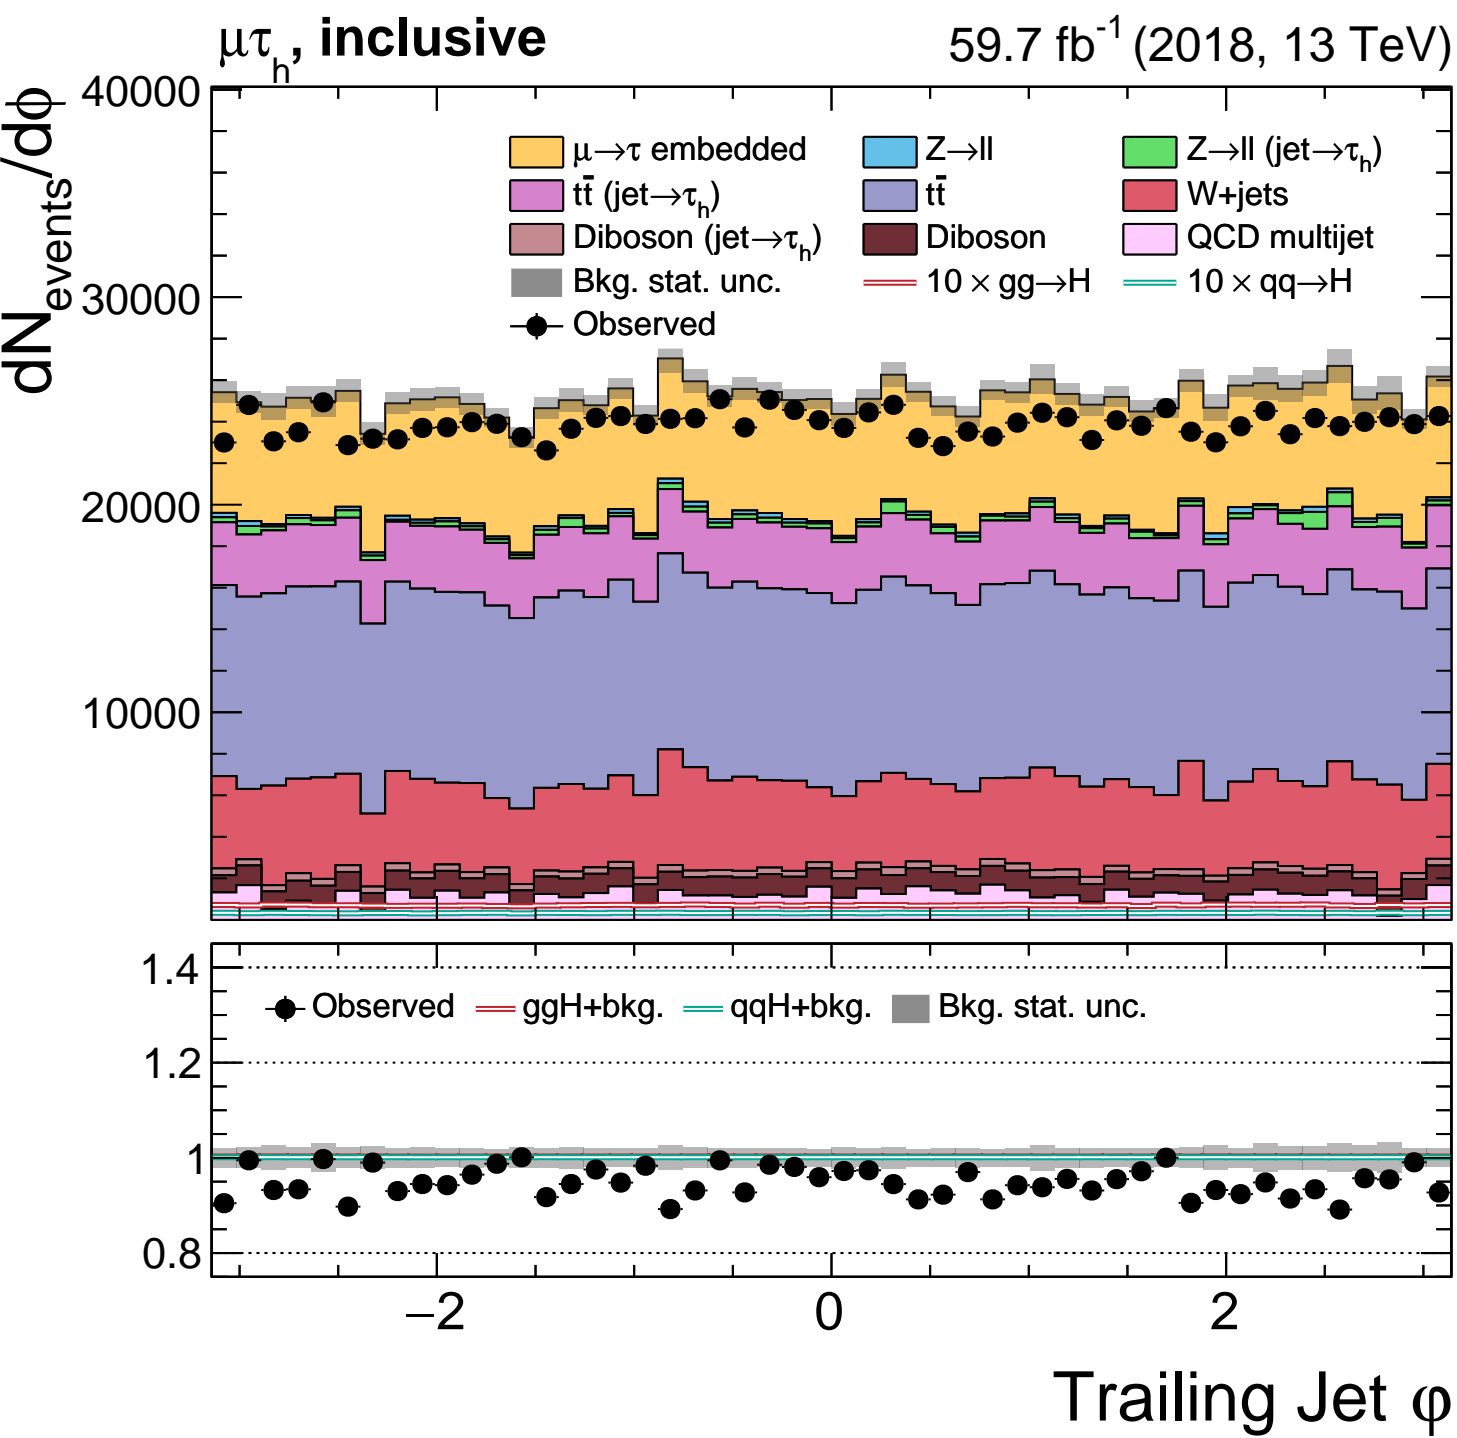 μτh, inclusive 59.7 fb-1 (2018, 13 TeV)
dNevents/dϕ
40000
30000
20000
10000
μ→τ embedded Z→ll Z→ll (jet→τh)
tt̄ (jet→τh) tt̄ W+jets
Diboson (jet→τh) Diboson QCD multijet
Bkg. stat. unc. 10 × gg→H 10 × qq→H
Observed
1.4
1.2
1
0.8
Observed ggH+bkg. qqH+bkg. Bkg. stat. unc.
−2 0 2
Trailing Jet φ